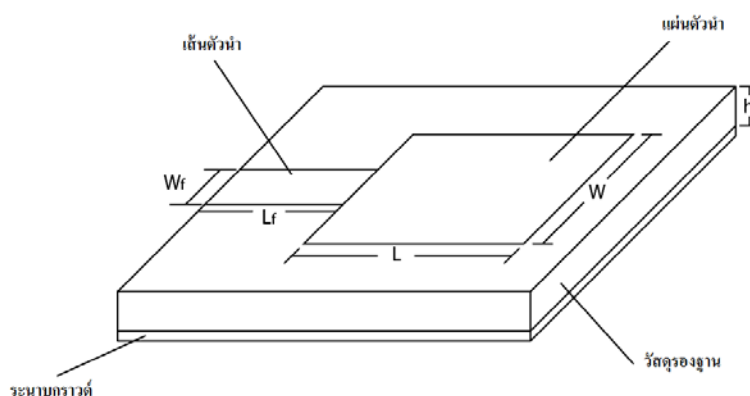 แผ่นตัวนำ
เส้นตัวนำ
h
Wf
W
Lf
L
วัสดุรองฐาน
ระนาบกราวด์